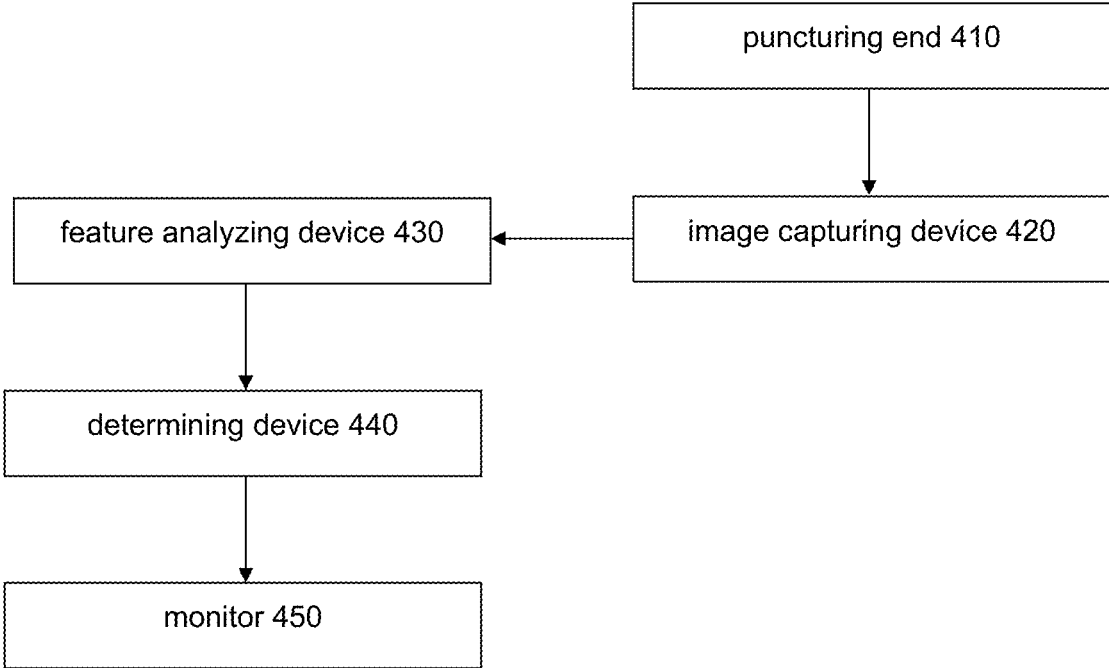 puncturing end 410
feature analyzing device 430
image capturing device 420
determining device 440
monitor 450